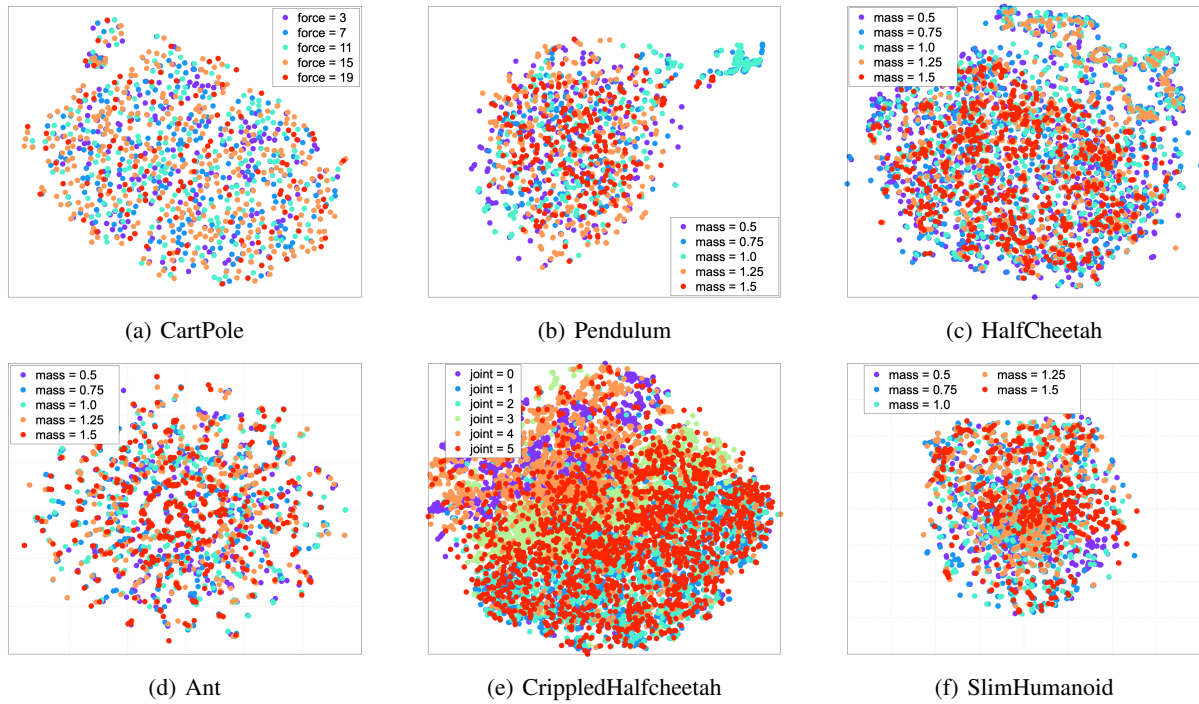 force = 3
force = 7
force = 11
force = 15
force = 19
(a) CartPole
mass = 0.5
mass = 0.75
mass = 1.0
mass = 1.25
mass = 1.5
(b) Pendulum
mass = 0.5
mass = 0.75
mass = 1.0
mass = 1.25
mass = 1.5
(c) HalfCheetah
mass = 0.5
mass = 0.75
mass = 1.0
mass = 1.25
mass = 1.5
(d) Ant
joint = 0
joint = 1
joint = 2
joint = 3
joint = 4
joint = 5
(e) CrippledHalfcheetah
mass = 0.5 mass = 1.25
mass = 0.75 mass = 1.5
mass = 1.0
(f) SlimHumanoid